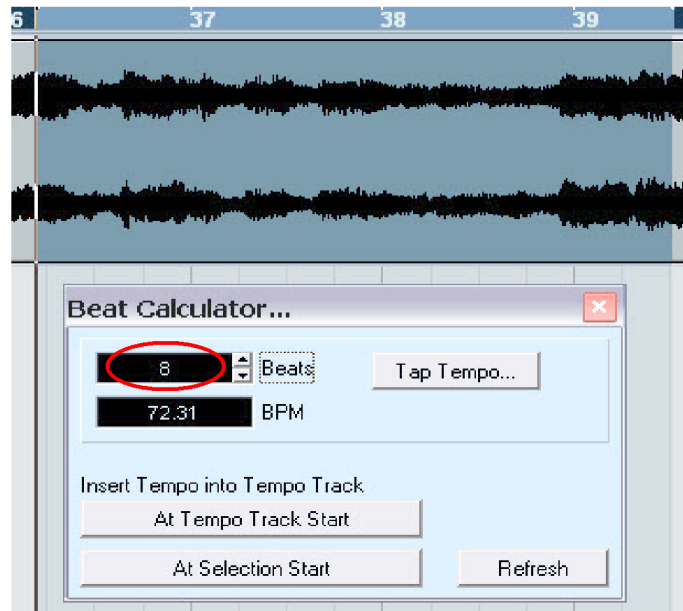 6 37 38 39
Beat Calculator...
8 Beats Tap Tempo...
72.31 BPM
Insert Tempo into Tempo Track
At Tempo Track Start
At Selection Start Refresh